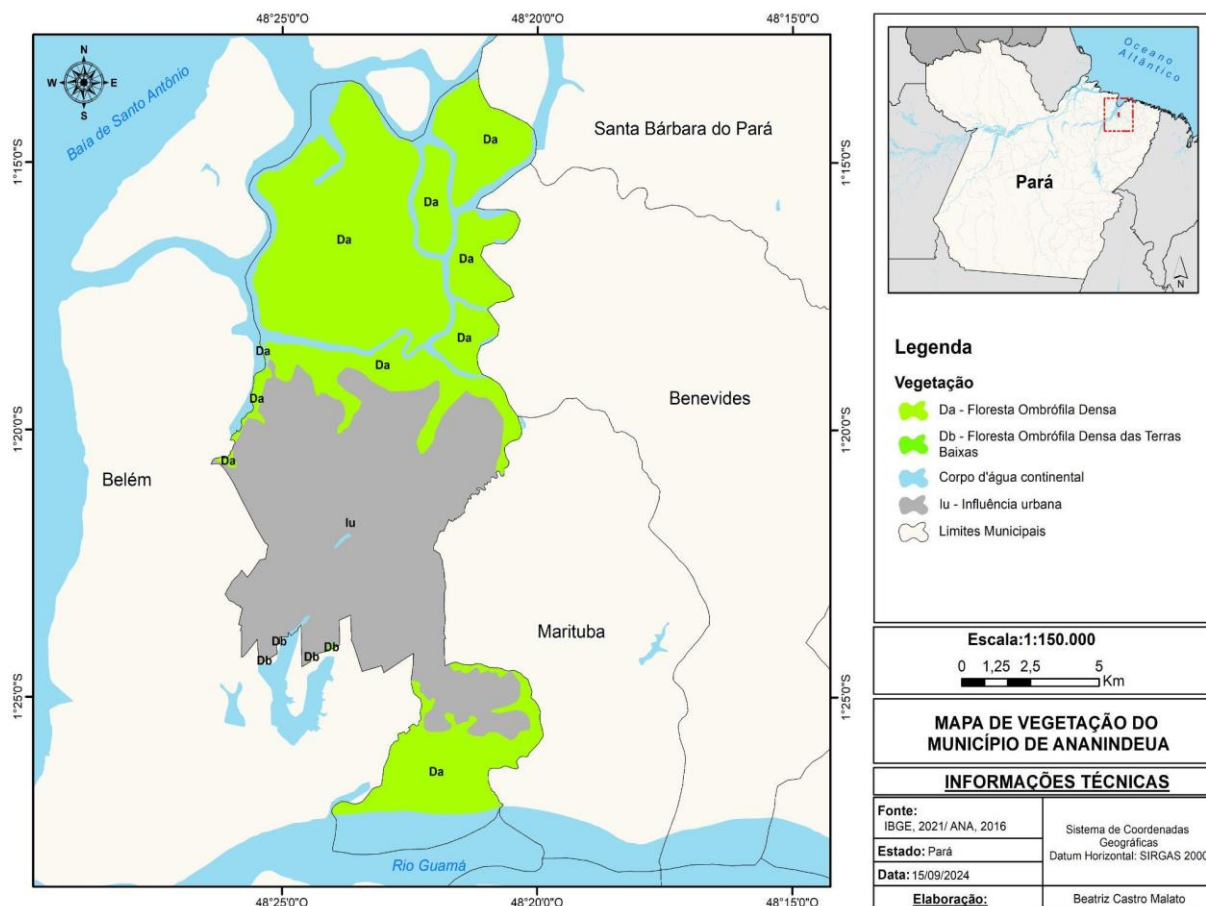 48°25'0"O
48°20'0"O
48°15'0"O
N
W
E
S
Baía de Santo Antônio
Santa Bárbara do Pará
Da
1°15'0"S
1°15'0"S
Da
Da
Da
Da
Da
Da
Da
Benevides
1°20'0"S
1°20'0"S
Da
Belém
Iu
Marituba
Db
Db
Db
Db
1°25'0"S
1°25'0"S
Da
Rio Guamá
48°25'0"O
48°20'0"O
48°15'0"O
Oceano
Altântico
Pará
N
Legenda
Vegetação
Da - Floresta Ombrófila Densa
Db - Floresta Ombrófila Densa das Terras
Baixas
Corpo d'água continental
Iu - Influência urbana
Limites Municipais
Escala:1:150.000
0 1,25 2,5 5
Km
MAPA DE VEGETAÇÃO DO
MUNICÍPIO DE ANANINDEUA
INFORMAÇÕES TÉCNICAS
Fonte:
IBGE, 2021/ ANA, 2016
Estado: Pará
Data: 15/09/2024
Sistema de Coordenadas
Geográficas
Datum Horizontal: SIRGAS 2000
Elaboração:
Beatriz Castro Malato